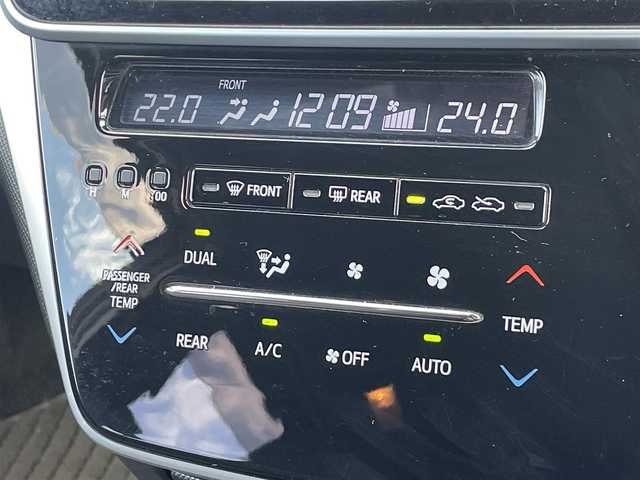 FRONT
22.0 12:09 24.0
H M :00
FRONT REAR
DUAL
PASSENGER
/REAR
TEMP
TEMP
REAR A/C OFF AUTO